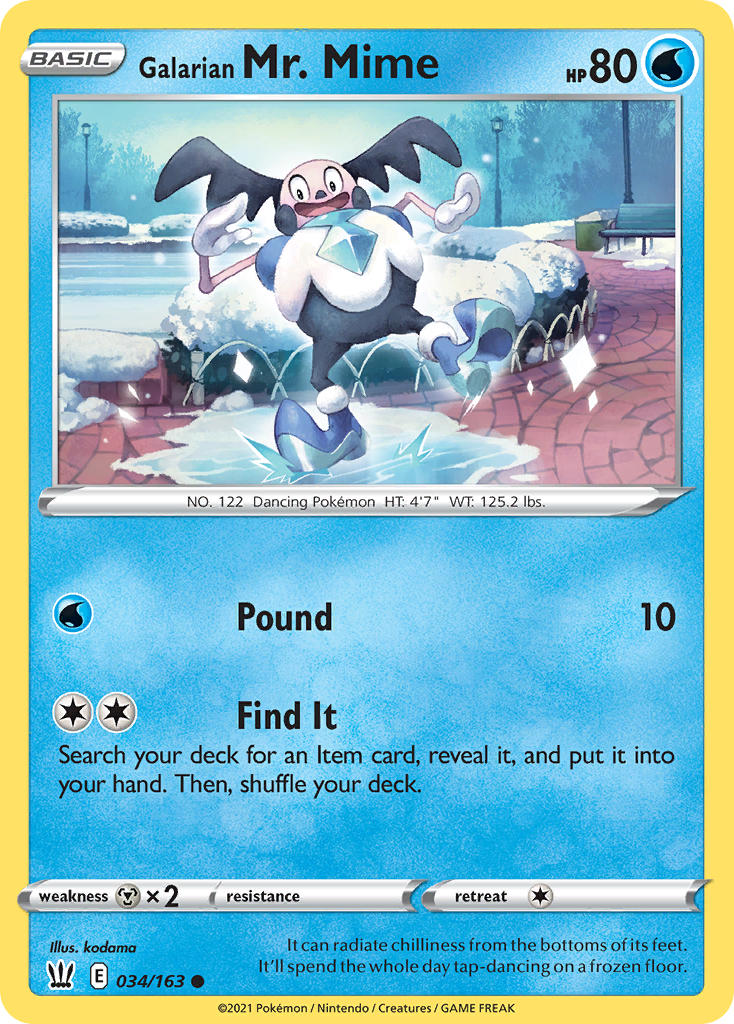 BASIC
Galarian Mr. Mime HP 80
NO. 122 Dancing Pokémon HT: 4'7" WT: 125.2 lbs.
Pound 10
Find It
Search your deck for an Item card, reveal it, and put it into
your hand. Then, shuffle your deck.
weakness ×2 resistance retreat
Illus. kodama
It can radiate chilliness from the bottoms of its feet.
It'll spend the whole day tap-dancing on a frozen floor.
E 034/163
©2021 Pokémon / Nintendo / Creatures / GAME FREAK